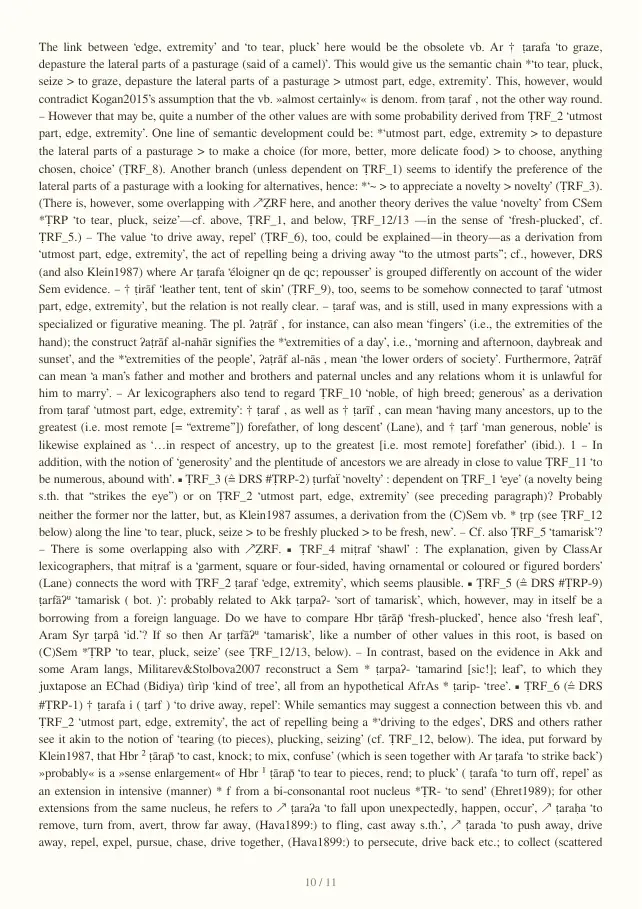 The link between ‘edge, extremity’ and ‘to tear, pluck’ here would be the obsolete vb. Ar † ṭarafa ‘to graze,
depasture the lateral parts of a pasturage (said of a camel)’. This would give us the semantic chain *‘to tear, pluck,
seize > to graze, depasture the lateral parts of a pasturage > utmost part, edge, extremity’. This, however, would
contradict Kogan2015’s assumption that the vb. »almost certainly« is denom. from ṭaraf , not the other way round.
– However that may be, quite a number of the other values are with some probability derived from ṬRF_2 ‘utmost
part, edge, extremity’. One line of semantic development could be: *‘utmost part, edge, extremity > to depasture
the lateral parts of a pasturage > to make a choice (for more, better, more delicate food) > to choose, anything
chosen, choice’ (ṬRF_8). Another branch (unless dependent on ṬRF_1) seems to identify the preference of the
lateral parts of a pasturage with a looking for alternatives, hence: *‘~ > to appreciate a novelty > novelty’ (ṬRF_3).
(There is, however, some overlapping with ↗ẒRF here, and another theory derives the value ‘novelty’ from CSem
*ṬRP ‘to tear, pluck, seize’—cf. above, ṬRF_1, and below, ṬRF_12/13 —in the sense of ‘fresh-plucked’, cf.
ṬRF_5.) – The value ‘to drive away, repel’ (ṬRF_6), too, could be explained—in theory—as a derivation from
‘utmost part, edge, extremity’, the act of repelling being a driving away “to the utmost parts”; cf., however, DRS
(and also Klein1987) where Ar ṭarafa ‘éloigner qn de qc; repousser’ is grouped differently on account of the wider
Sem evidence. – † ṭirāf ‘leather tent, tent of skin’ (ṬRF_9), too, seems to be somehow connected to ṭaraf ‘utmost
part, edge, extremity’, but the relation is not really clear. – ṭaraf was, and is still, used in many expressions with a
specialized or figurative meaning. The pl. ʔaṭrāf , for instance, can also mean ‘fingers’ (i.e., the extremities of the
hand); the construct ʔaṭrāf al-nahār signifies the *‘extremities of a day’, i.e., ‘morning and afternoon, daybreak and
sunset’, and the *‘extremities of the people’, ʔaṭrāf al-nās , mean ‘the lower orders of society’. Furthermore, ʔaṭrāf
can mean ‘a man’s father and mother and brothers and paternal uncles and any relations whom it is unlawful for
him to marry’. – Ar lexicographers also tend to regard ṬRF_10 ‘noble, of high breed; generous’ as a derivation
from ṭaraf ‘utmost part, edge, extremity’: † ṭaraf , as well as † ṭarīf , can mean ‘having many ancestors, up to the
greatest (i.e. most remote [= “extreme”]) forefather, of long descent’ (Lane), and † ṭarf ‘man generous, noble’ is
likewise explained as ‘…in respect of ancestry, up to the greatest [i.e. most remote] forefather’ (ibid.). 1 – In
addition, with the notion of ‘generosity’ and the plentitude of ancestors we are already in close to value ṬRF_11 ‘to
be numerous, abound with’. ▪ ṬRF_3 (≙ DRS #ṬRP-2) ṭurfaẗ ‘novelty’ : dependent on ṬRF_1 ‘eye’ (a novelty being
s.th. that “strikes the eye”) or on ṬRF_2 ‘utmost part, edge, extremity’ (see preceding paragraph)? Probably
neither the former nor the latter, but, as Klein1987 assumes, a derivation from the (C)Sem vb. * ṭrp (see ṬRF_12
below) along the line ‘to tear, pluck, seize > to be freshly plucked > to be fresh, new’. – Cf. also ṬRF_5 ‘tamarisk’?
– There is some overlapping also with ↗ẒRF. ▪ ṬRF_4 miṭraf ‘shawl’ : The explanation, given by ClassAr
lexicographers, that miṭraf is a ‘garment, square or four-sided, having ornamental or coloured or figured borders’
(Lane) connects the word with ṬRF_2 ṭaraf ‘edge, extremity’, which seems plausible. ▪ ṬRF_5 (≙ DRS #ṬRP-9)
ṭarfāʔᵘ ‘tamarisk ( bot. )’: probably related to Akk ṭarpaʔ- ‘sort of tamarisk’, which, however, may in itself be a
borrowing from a foreign language. Do we have to compare Hbr ṭārāp̄ ‘fresh-plucked’, hence also ‘fresh leaf’,
Aram Syr ṭarpā ‘id.’? If so then Ar ṭarfāʔᵘ ‘tamarisk’, like a number of other values in this root, is based on
(C)Sem *ṬRP ‘to tear, pluck, seize’ (see ṬRF_12/13, below). – In contrast, based on the evidence in Akk and
some Aram langs, Militarev&Stolbova2007 reconstruct a Sem * ṭarpaʔ- ‘tamarind [sic!]; leaf’, to which they
juxtapose an EChad (Bidiya) tìrìp ‘kind of tree’, all from an hypothetical AfrAs * ṭarip- ‘tree’. ▪ ṬRF_6 (≙ DRS
#ṬRP-1) † ṭarafa i ( ṭarf ) ‘to drive away, repel’: While semantics may suggest a connection between this vb. and
ṬRF_2 ‘utmost part, edge, extremity’, the act of repelling being a *‘driving to the edges’, DRS and others rather
see it akin to the notion of ‘tearing (to pieces), plucking, seizing’ (cf. ṬRF_12, below). The idea, put forward by
Klein1987, that Hbr ² ṭārap̄ ‘to cast, knock; to mix, confuse’ (which is seen together with Ar ṭarafa ‘to strike back’)
»probably« is a »sense enlargement« of Hbr ¹ ṭārap̄ ‘to tear to pieces, rend; to pluck’ ( ṭarafa ‘to turn off, repel’ as
an extension in intensive (manner) * f from a bi-consonantal root nucleus *ṬR- ‘to send’ (Ehret1989); for other
extensions from the same nucleus, he refers to ↗ ṭaraʔa ‘to fall upon unexpectedly, happen, occur’, ↗ ṭaraḥa ‘to
remove, turn from, avert, throw far away, (Hava1899:) to fling, cast away s.th.’, ↗ ṭarada ‘to push away, drive
away, repel, expel, pursue, chase, drive together, (Hava1899:) to persecute, drive back etc.; to collect (scattered
10 / 11